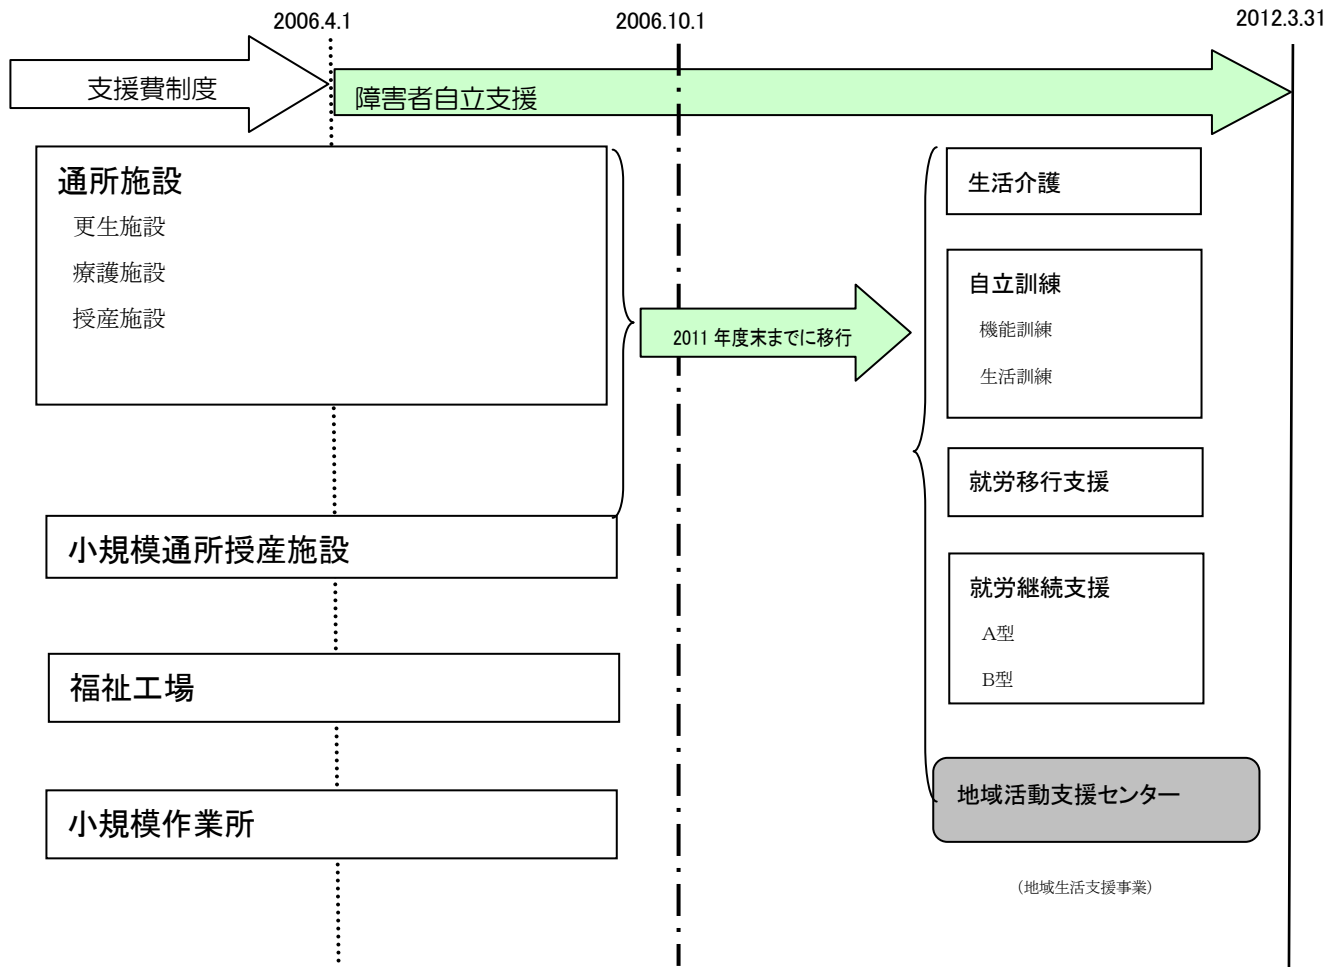 2006.4.1
2006.10.1
2012.3.31
支援費制度
障害者自立支援
通所施設
更生施設
療護施設
授産施設
2011 年度末までに移行
生活介護
自立訓練
機能訓練
生活訓練
就労移行支援
小規模通所授産施設
就労継続支援
A型
B型
福祉工場
地域活動支援センター
小規模作業所
（地域生活支援事業）